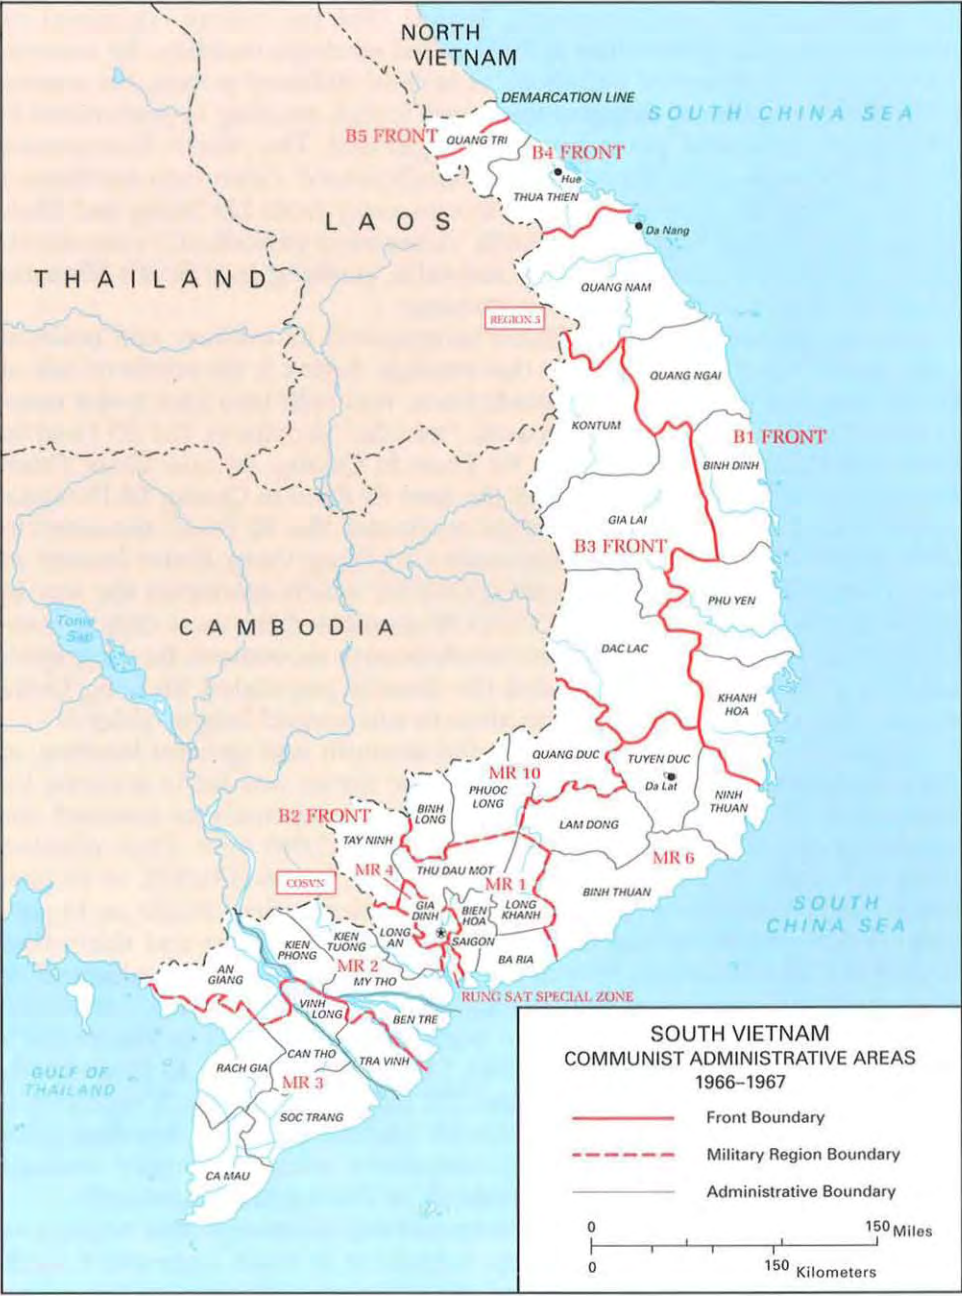 NORTH
VIETNAM
DEMARCATION LINE
SOUTH CHINA SEA
B5 FRONT
QUANG TRI
B4 FRONT
Hue
THUA THIEN
LAOS
Da Nang
THAILAND
QUANG NAM
REGION 5
QUANG NGAI
KONTUM
B1 FRONT
BINH DINH
GIA LAI
B3 FRONT
PHU YEN
Tonle
Sap
CAMBODIA
DAC LAC
KHANH
HOA
QUANG DUC
TUYEN DUC
MR 10
PHUOC
LONG
Da Lat
NINH
THUAN
BINH
LONG
B2 FRONT
LAM DONG
TAY NINH
MR 6
MR 4
THU DAU MOT
COSVN
MR 1
BINH THUAN
GIA
DINH
BIEN
HOA
LONG
KHANH
SOUTH
CHINA SEA
LONG
AN
SAIGON
KIEN
PHONG
KIEN
TUONG
BA RIA
MR 2
AN
GIANG
MY THO
RUNG SAT SPECIAL ZONE
VINH
LONG
BEN TRE
CAN THO
TRA VINH
RACH GIA
MR 3
GULF OF
THAILAND
SOC TRANG
CA MAU
SOUTH VIETNAM
COMMUNIST ADMINISTRATIVE AREAS
1966–1967
Front Boundary
Military Region Boundary
Administrative Boundary
0 150 Miles
0 150 Kilometers